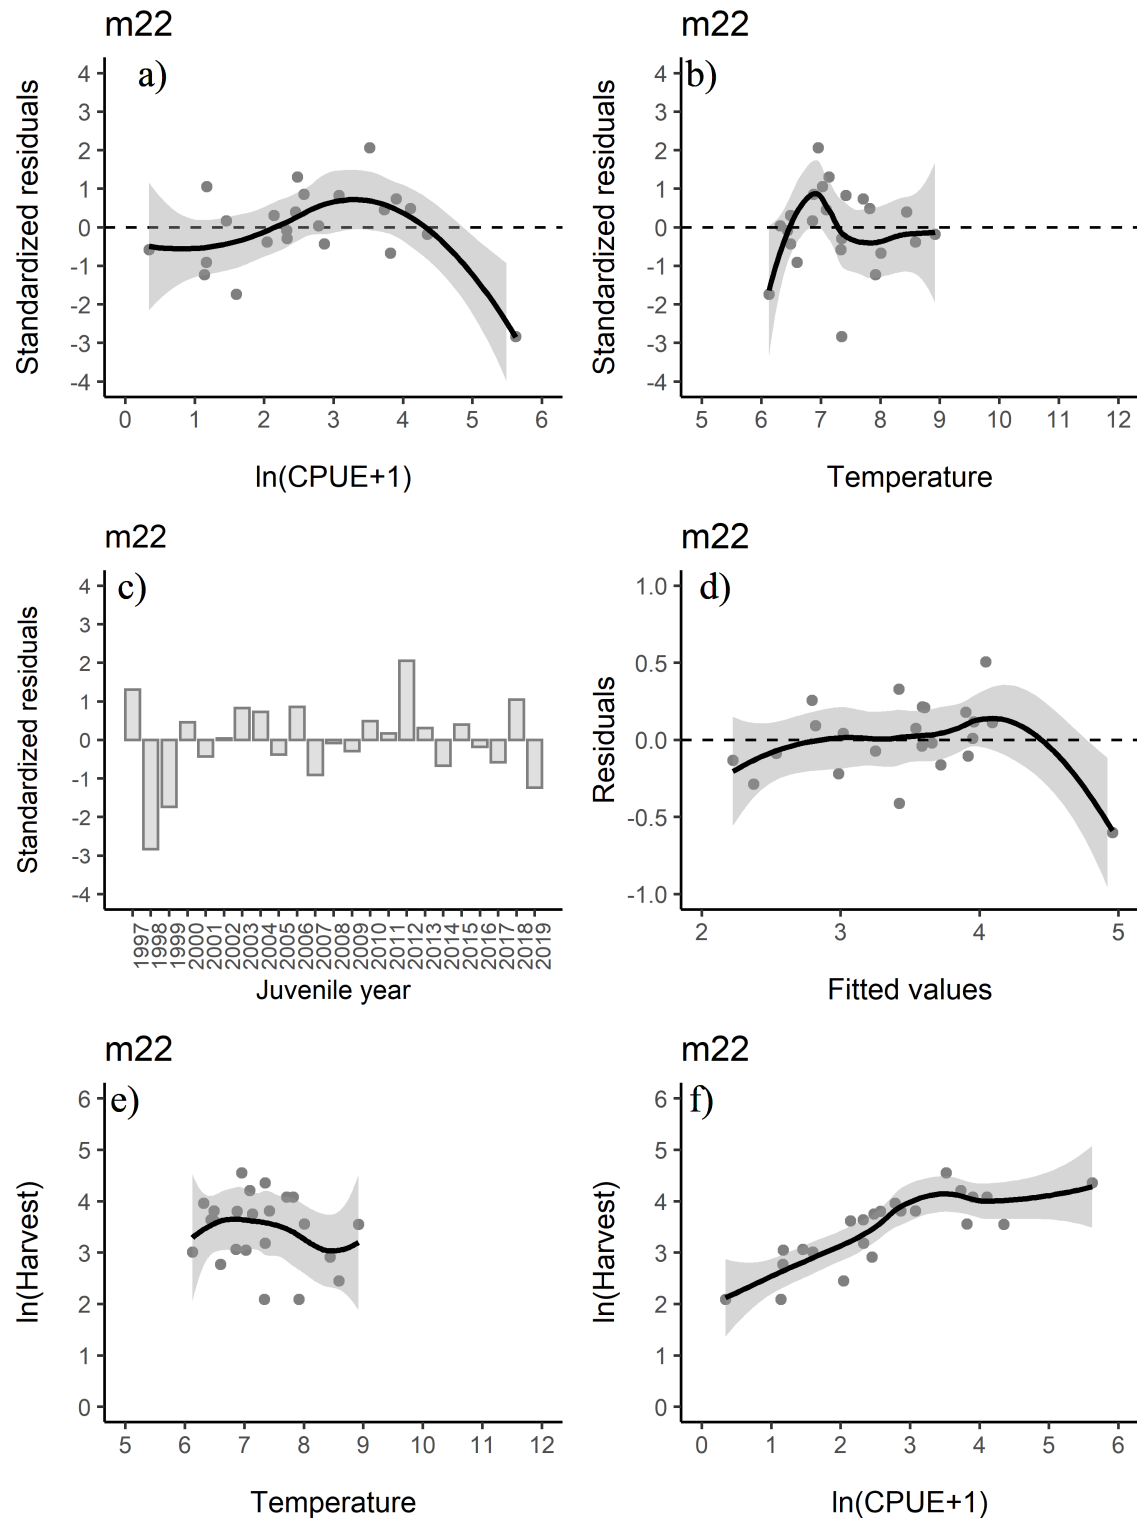 m22
a)
Standardized residuals
4
3
2
1
0
-1
-2
-3
-4
0 1 2 3 4 5 6
ln(CPUE+1)
m22
b)
Standardized residuals
4
3
2
1
0
-1
-2
-3
-4
5 6 7 8 9 10 11 12
Temperature
m22
c)
Standardized residuals
4
3
2
1
0
-1
-2
-3
-4
1997 1998 1999 2000 2001 2002 2003 2004 2005 2006 2007 2008 2009 2010 2011 2012 2013 2014 2015 2016 2017 2018 2019
Juvenile year
m22
d)
Residuals
1.0
0.5
0.0
-0.5
-1.0
2 3 4 5
Fitted values
m22
e)
ln(Harvest)
6
5
4
3
2
1
0
5 6 7 8 9 10 11 12
Temperature
m22
f)
ln(Harvest)
6
5
4
3
2
1
0
0 1 2 3 4 5 6
ln(CPUE+1)